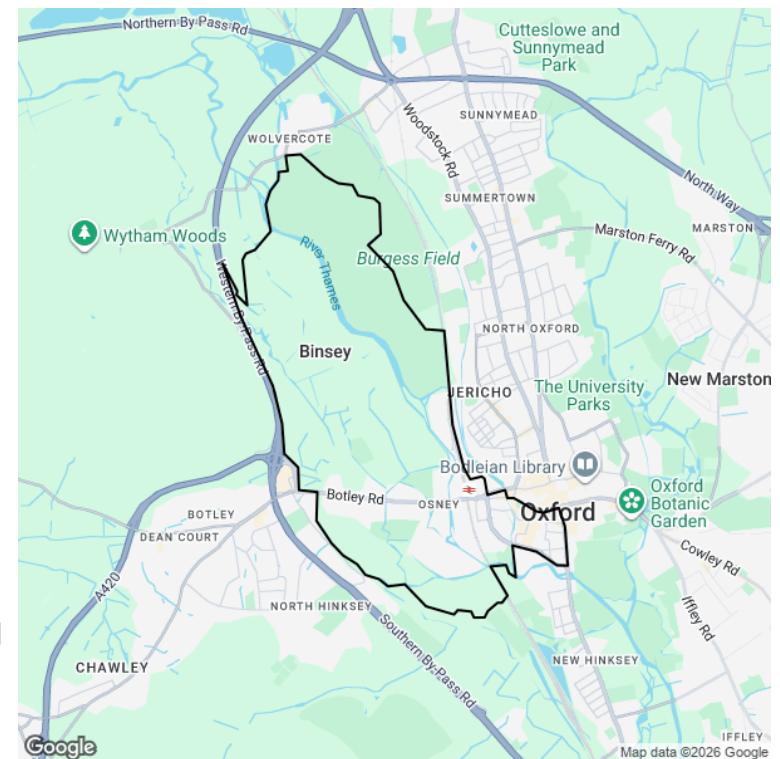 Northern By Pass Rd
Cutteslowe and
Sunnymead
Park
Woodstock Rd
SUNNYMEAD
WOLVERCOTE
North Way
SUMMERTOWN
MARSTON
Marston Ferry Rd
Wytham Woods
River Thames
Burgess Field
Western By-Pass Rd
NORTH OXFORD
Binsey
New Marston
JERICHO
The University
Parks
Bodleian Library
Botley Rd
OSNEY
Oxford
Oxford
Botanic
Garden
BOTLEY
DEAN COURT
Cowley Rd
A420
NORTH HINKSEY
Iffley Rd
Southern By-Pass Rd
CHAWLEY
NEW HINKSEY
IFFLEY
Google
Map data ©2026 Google